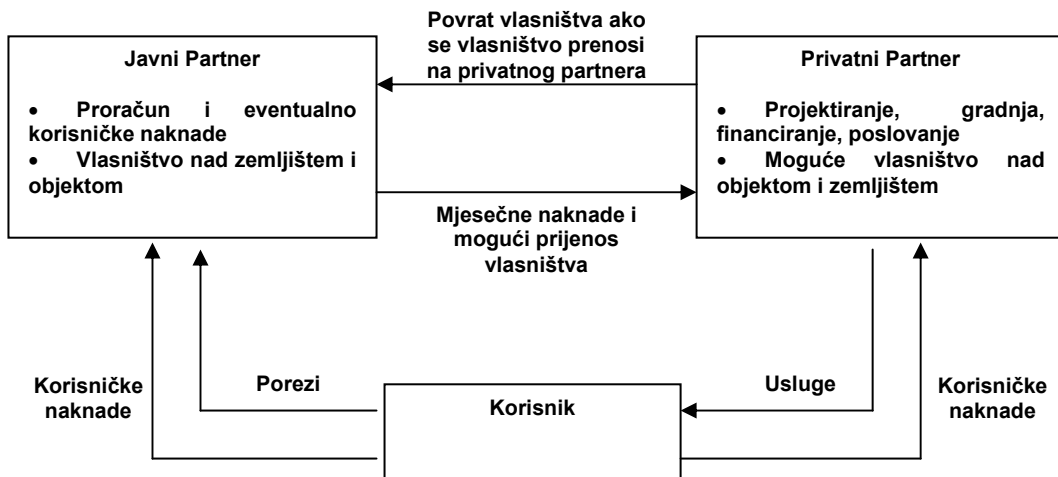 Povrat vlasništva ako
se vlasništvo prenosi
na privatnog partnera
Javni Partner
• Proračun i eventualno
korisničke naknade
• Vlasništvo nad zemljištem i
objektom
Privatni Partner
• Projektiranje, gradnja,
financiranje, poslovanje
• Moguće vlasništvo nad
objektom i zemljištem
Mjesečne naknade i
mogući prijenos
vlasništva
Korisničke
naknade
Porezi
Korisnik
Usluge
Korisničke
naknade